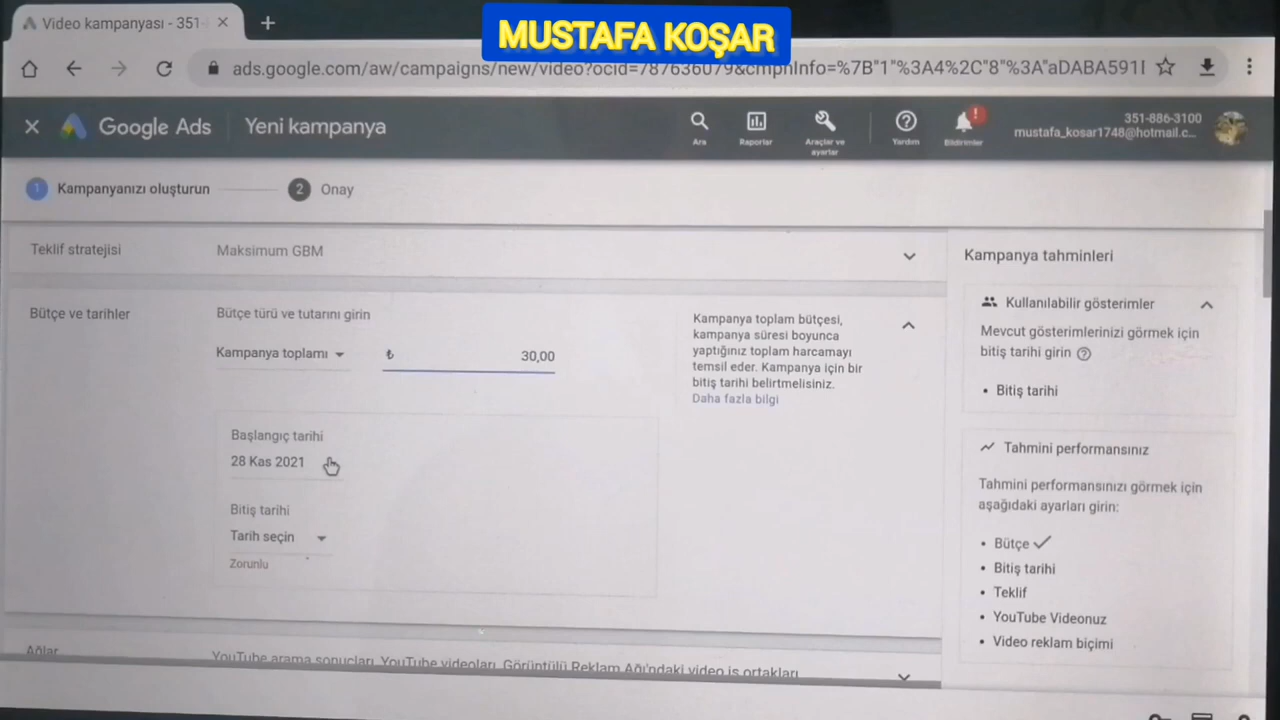 MUSTAFA KOŞAR
Video kampanyası - 351
ads.google.com/aw/campaigns/new/video?ocid=787636079&cmpnInfo=%7B"1"%3A4%2C"8"%3A"aDABA591
Google Ads
Yeni kampanya
Ara
Raporlar
Araçlar ve
ayarlar
Yardım
Bildirimler
351-886-3100
mustafa_kosar1748@hotmail.c...
1 Kampanyanızı oluşturun
2 Onay
Teklif stratejisi
Maksimum GBM
Bütçe ve tarihler
Bütçe türü ve tutarını girin
Kampanya toplamı
₺ 30,00
Kampanya toplam bütçesi,
kampanya süresi boyunca
yaptığınız toplam harcamayı
temsil eder. Kampanya için bir
bitiş tarihi belirtmelisiniz.
Daha fazla bilgi
Başlangıç tarihi
28 Kas 2021
Bitiş tarihi
Tarih seçin
Zorunlu
Ağlar
YouTube arama sonuçları, YouTube videoları, Görüntülü Reklam Ağı'ndaki video iş ortakları
Kampanya tahminleri
Kullanılabilir gösterimler
Mevcut gösterimlerinizi görmek için
bitiş tarihi girin
• Bitiş tarihi
Tahmini performansınız
Tahmini performansınızı görmek için
aşağıdaki ayarları girin:
• Bütçe
• Bitiş tarihi
• Teklif
• YouTube Videonuz
• Video reklam biçimi